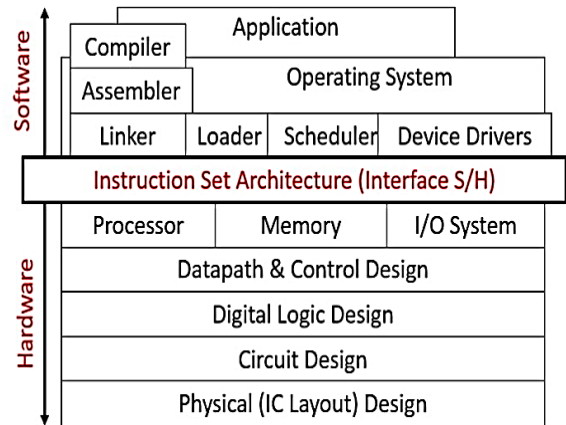 Software
Application
Compiler
Operating System
Assembler
Linker
Loader
Scheduler
Device Drivers
Instruction Set Architecture (Interface S/H)
Processor
Memory
I/O System
Hardware
Datapath & Control Design
Digital Logic Design
Circuit Design
Physical (IC Layout) Design